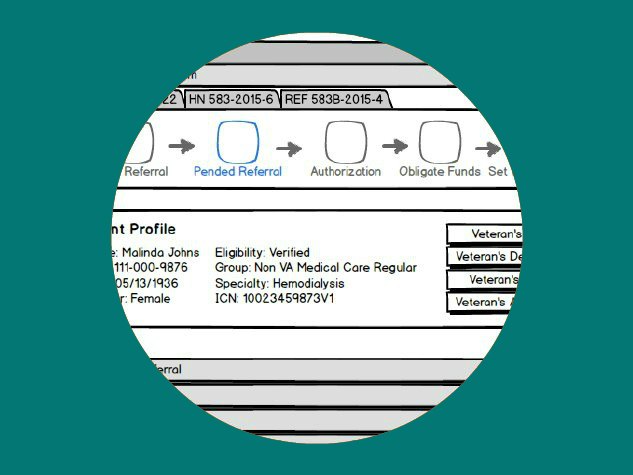 22 HN 583-2015-6 REF 583B-2015-4
Referral Pended Referral Authorization Obligate Funds Set
nt Profile
e: Malinda Johns Eligibility: Verified
111-000-9876 Group: Non VA Medical Care Regular
05/13/1936 Specialty: Hemodialysis
r: Female ICN: 10023459873V1
Veteran's
Veteran's De
Veteran's
Veteran's
erral